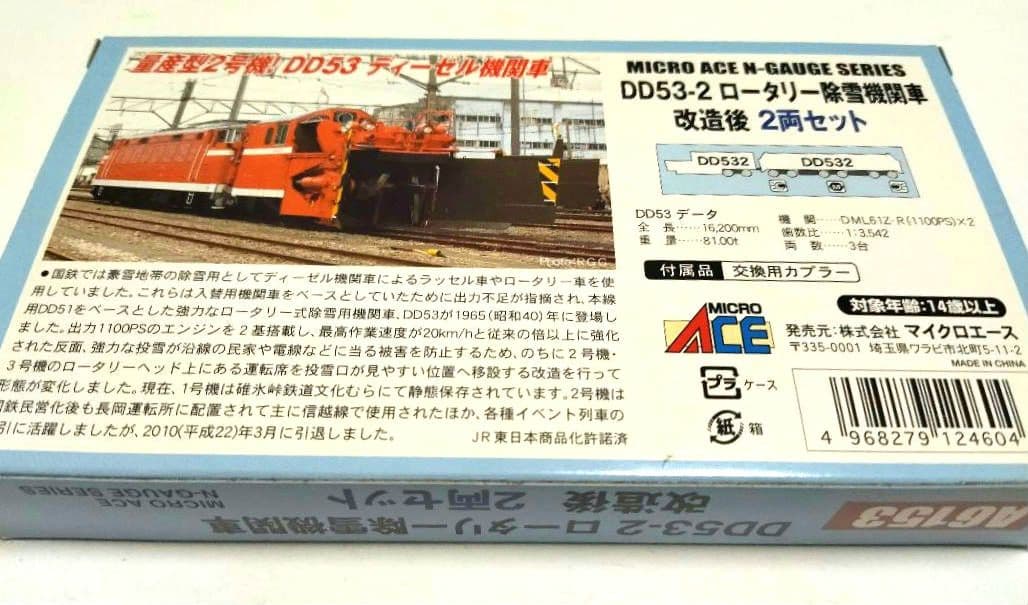 量産型2号機! DD53 ディーゼル機関車
Photo:R.G.C
●国鉄では豪雪地帯の除雪用としてディーゼル機関車によるラッセル車やロータリー車を使
用していました。これらは入替用機関車をベースとしていたために出力不足が指摘され、本線
用DD51をベースとした強力なロータリー式除雪用機関車、DD53が1965(昭和40)年に登場し
ました。出力1100PSのエンジンを2基搭載し、最高作業速度が20km/hと従来の倍以上に強化
された反面、強力な投雪が沿線の民家や電線などに当る被害を防止するため、のちに2号機・
3号機のロータリーヘッド上にある運転席を投雪口が見やすい位置へ移設する改造を行って
形態が変化しました。現在、1号機は碓氷峠鉄道文化むらにて静態保存されています。2号機は
国鉄民営化後も長岡運転所に配置されて主に信越線で使用されたほか、各種イベント列車の
引に活躍しましたが、2010(平成22)年3月に引退しました。
JR東日本商品化許諾済
MICRO ACE N-GAUGE SERIES
DD53-2 ロータリー除雪機関車
改造後 2両セット
DD532 DD532
M
DD53 データ
全 長……16,200mm
重 量……81.00t
機 関……DML61Z-R(1100PS)×2
歯数比……1:3.542
両 数……3台
付属品 交換用カプラー
MICRO
ACE
対象年齢:14歳以上
発売元:株式会社 マイクロエース
〒335-0001 埼玉県ワラビ市北町5-11-2
MADE IN CHINA
プラ ケース
紙 箱
4 968279 124604
A6153
DD53-2 ロータリー除雪機関車
改造後 2両セット
MICRO ACE
N-GAUGE SERIES